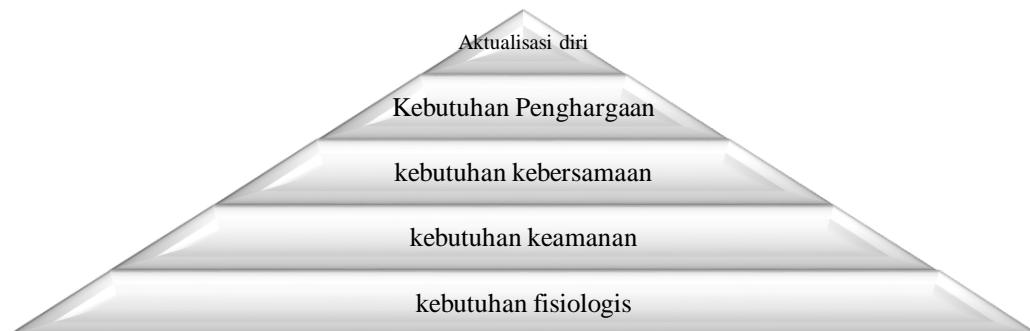 Aktualisasi diri
Kebutuhan Penghargaan
kebutuhan kebersamaan
kebutuhan keamanan
kebutuhan fisiologis